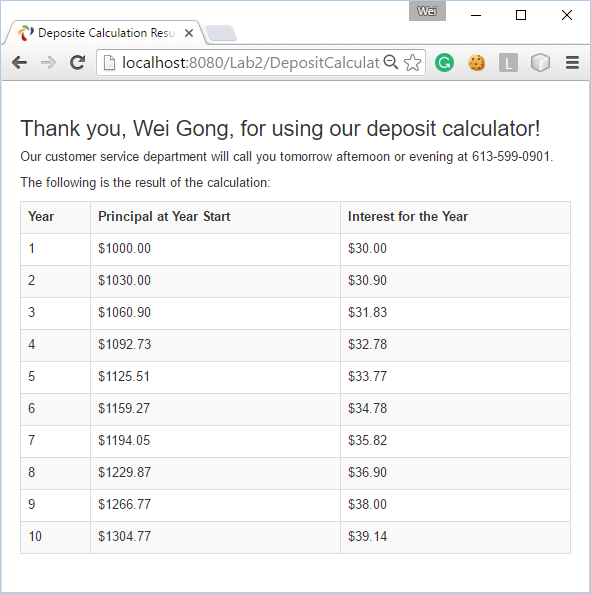 Wei
Deposite Calculation Resu
localhost:8080/Lab2/DepositCalculat
L
Thank you, Wei Gong, for using our deposit calculator!
Our customer service department will call you tomorrow afternoon or evening at 613-599-0901.
The following is the result of the calculation:
Year Principal at Year Start Interest for the Year
1 $1000.00 $30.00
2 $1030.00 $30.90
3 $1060.90 $31.83
4 $1092.73 $32.78
5 $1125.51 $33.77
6 $1159.27 $34.78
7 $1194.05 $35.82
8 $1229.87 $36.90
9 $1266.77 $38.00
10 $1304.77 $39.14